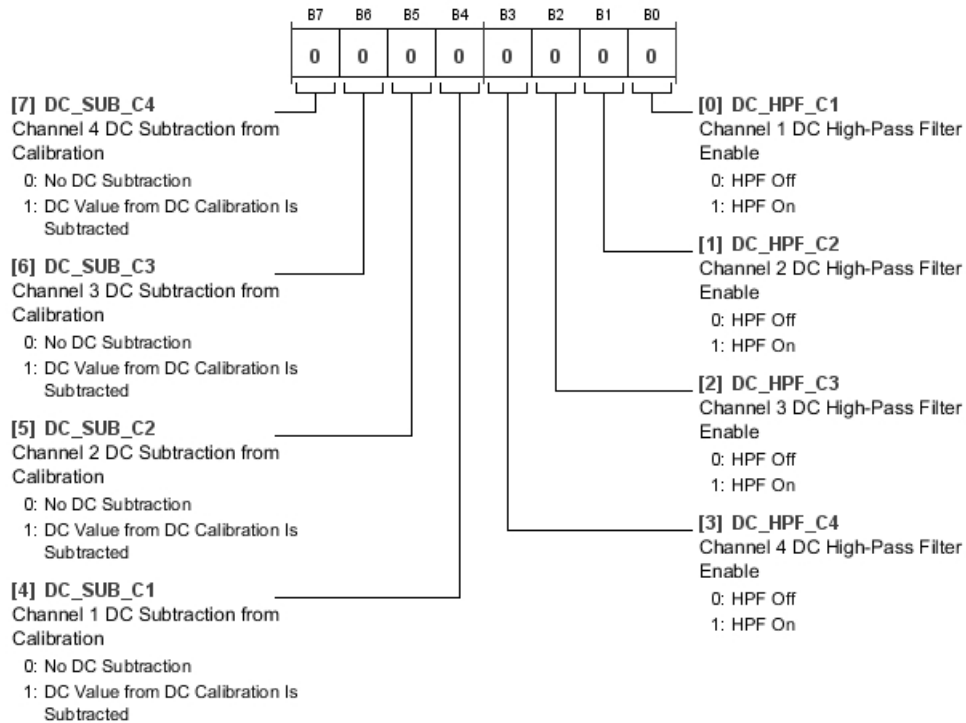 B7 B6 B5 B4 B3 B2 B1 B0
0 0 0 0 0 0 0 0
[7] DC_SUB_C4
Channel 4 DC Subtraction from
Calibration
0: No DC Subtraction
1: DC Value from DC Calibration Is
Subtracted
[6] DC_SUB_C3
Channel 3 DC Subtraction from
Calibration
0: No DC Subtraction
1: DC Value from DC Calibration Is
Subtracted
[5] DC_SUB_C2
Channel 2 DC Subtraction from
Calibration
0: No DC Subtraction
1: DC Value from DC Calibration Is
Subtracted
[4] DC_SUB_C1
Channel 1 DC Subtraction from
Calibration
0: No DC Subtraction
1: DC Value from DC Calibration Is
Subtracted
[0] DC_HPF_C1
Channel 1 DC High-Pass Filter
Enable
0: HPF Off
1: HPF On
[1] DC_HPF_C2
Channel 2 DC High-Pass Filter
Enable
0: HPF Off
1: HPF On
[2] DC_HPF_C3
Channel 3 DC High-Pass Filter
Enable
0: HPF Off
1: HPF On
[3] DC_HPF_C4
Channel 4 DC High-Pass Filter
Enable
0: HPF Off
1: HPF On